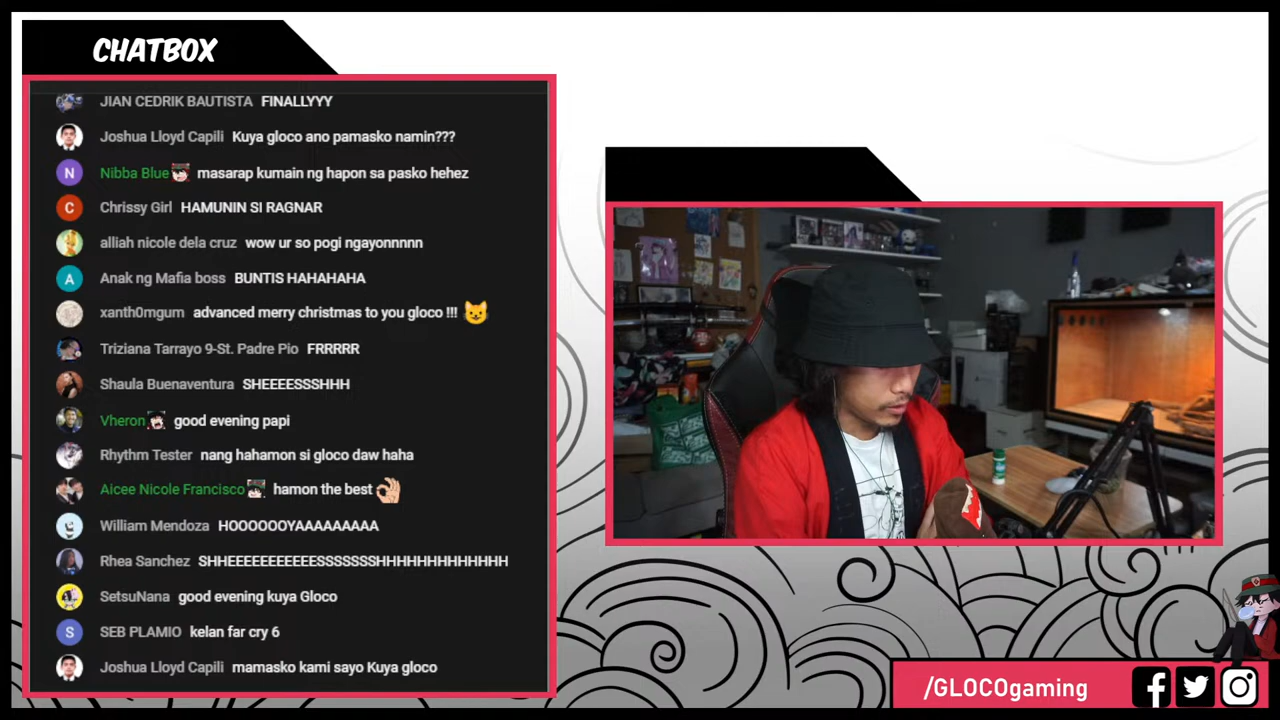 CHATBOX
JIAN CEDRIK BAUTISTA FINALLYYY
Joshua Lloyd Capili Kuya gloco ano pamasko namin???
N Nibba Blue masarap kumain ng hapon sa pasko hehez
C Chrissy Girl HAMUNIN SI RAGNAR
alliah nicole dela cruz wow ur so pogi ngayonnnnn
A Anak ng Mafia boss BUNTIS HAHAHAHA
xanth0mgum advanced merry christmas to you gloco !!!
Triziana Tarrayo 9-St. Padre Pio FRRRRR
Shaula Buenaventura SHEEEESSSHHH
Vheron good evening papi
Rhythm Tester nang hahamon si gloco daw haha
Aicee Nicole Francisco hamon the best
William Mendoza HOOOOOOYAAAAAAAAA
Rhea Sanchez SHHEEEEEEEEEEESSSSSSSHHHHHHHHHHHHH
SetsuNana good evening kuya Gloco
S SEB PLAMIO kelan far cry 6
Joshua Lloyd Capili mamasko kami sayo Kuya gloco
/GLOCOgaming